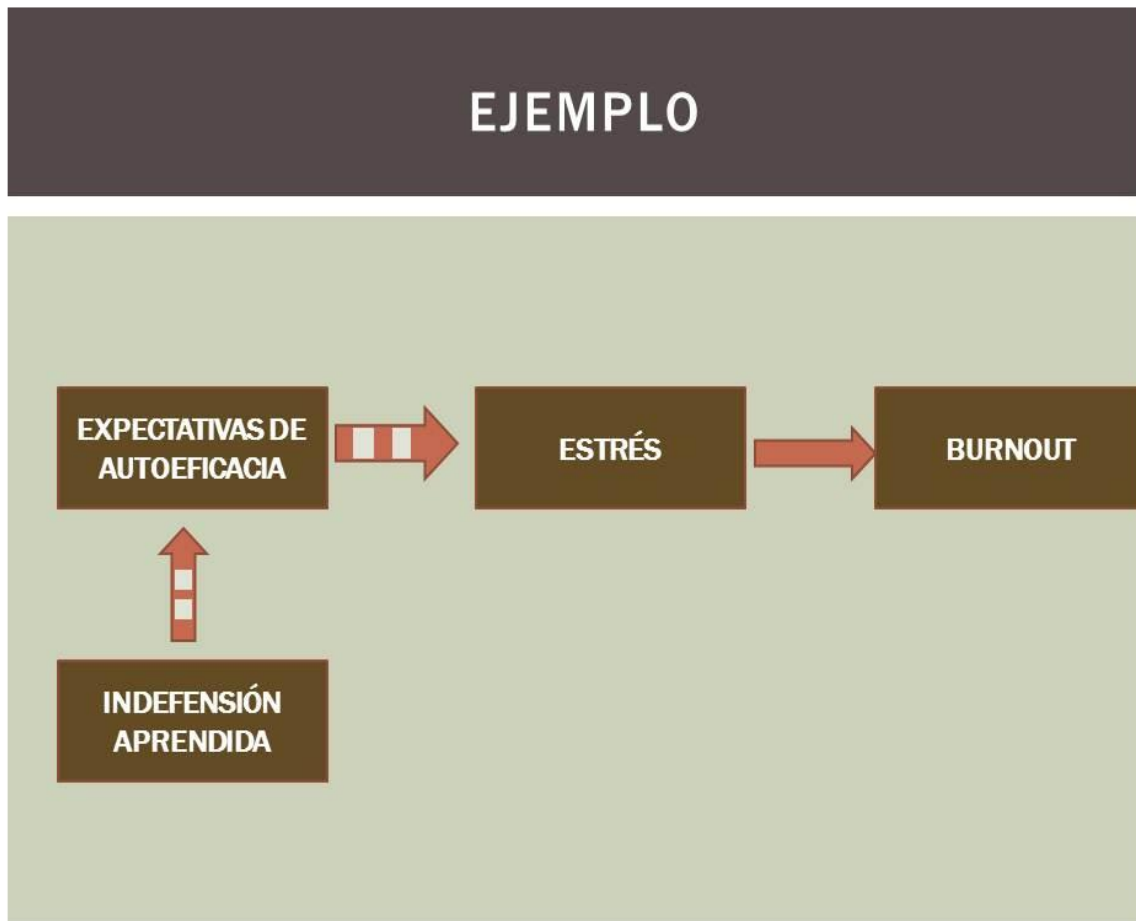 EJEMPLO
EXPECTATIVAS DE
AUTOEFICACIA
ESTRÉS
BURNOUT
INDEFENSIÓN
APRENDIDA